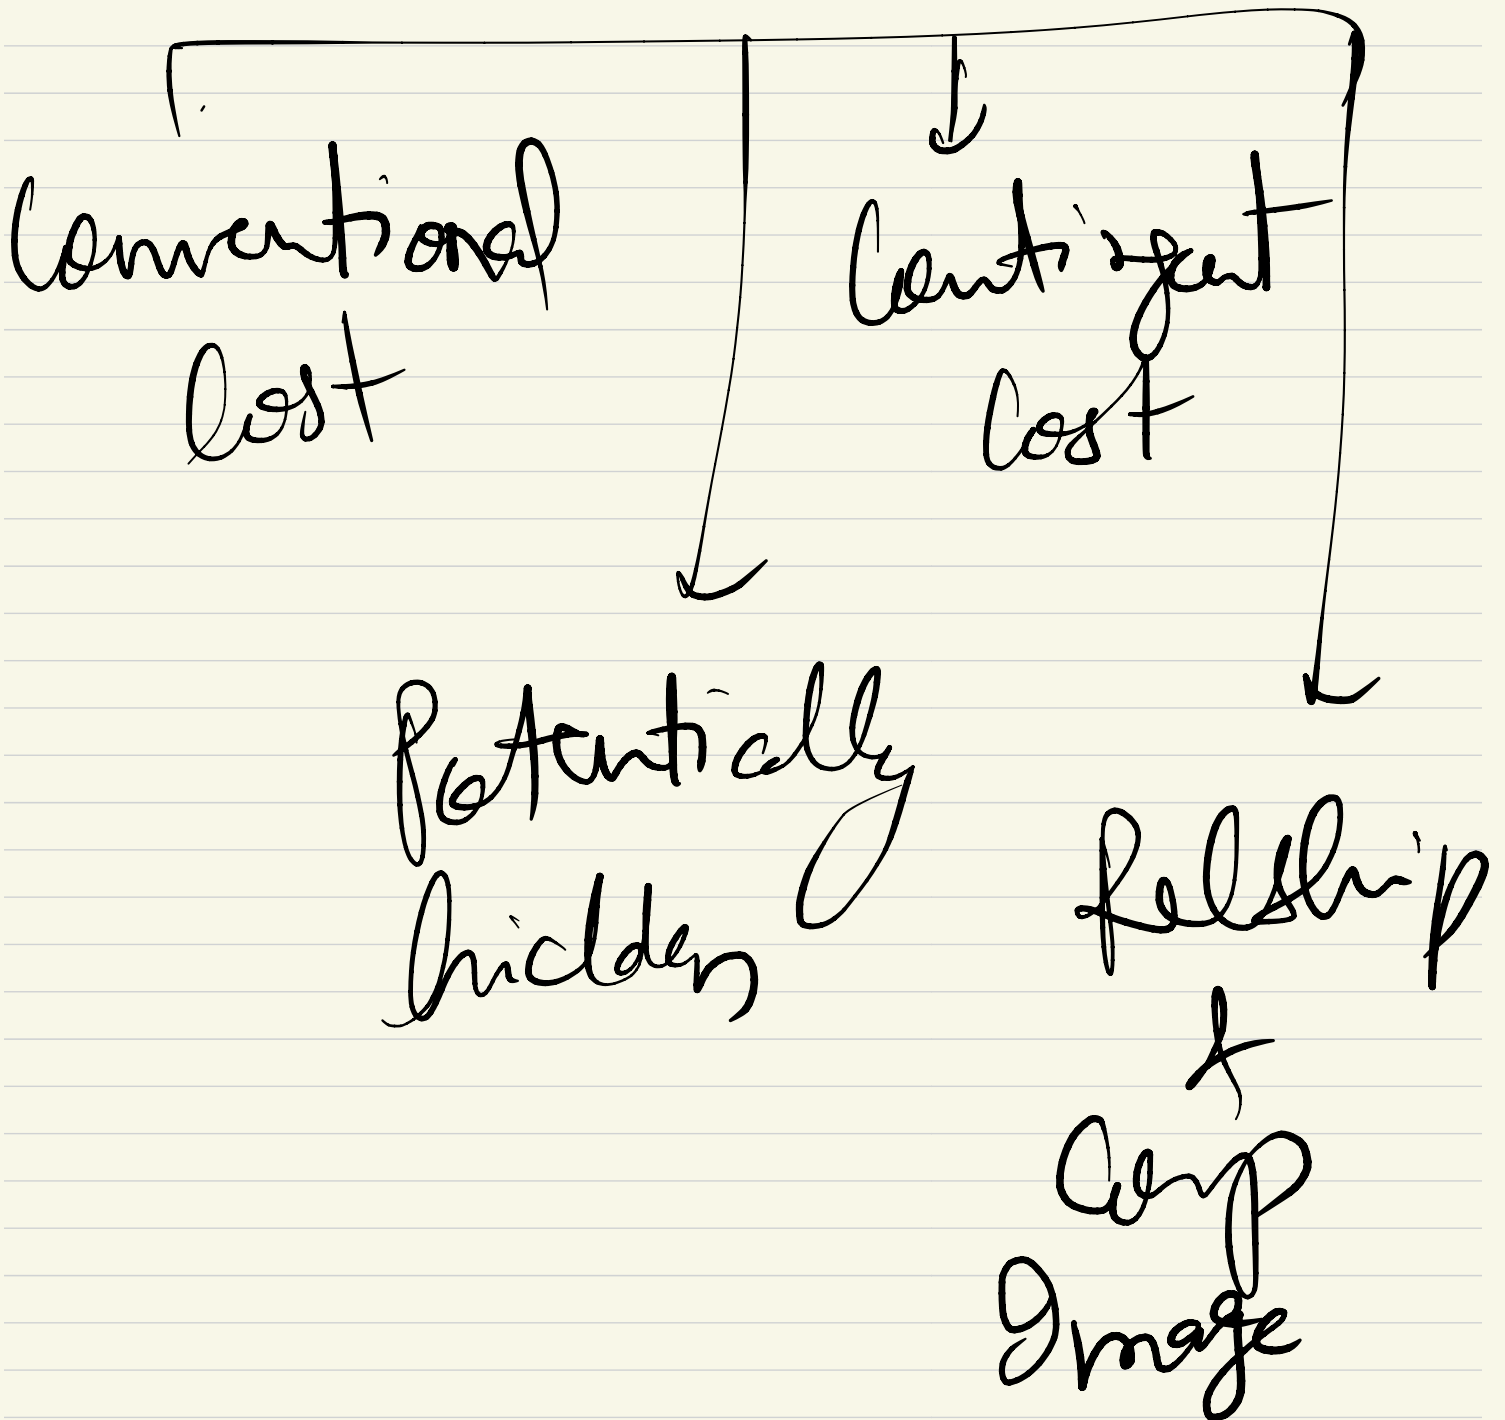 Conventional
Cost
Contingent
Cost
Potentially
hidden
Relship
&
Corp
Image